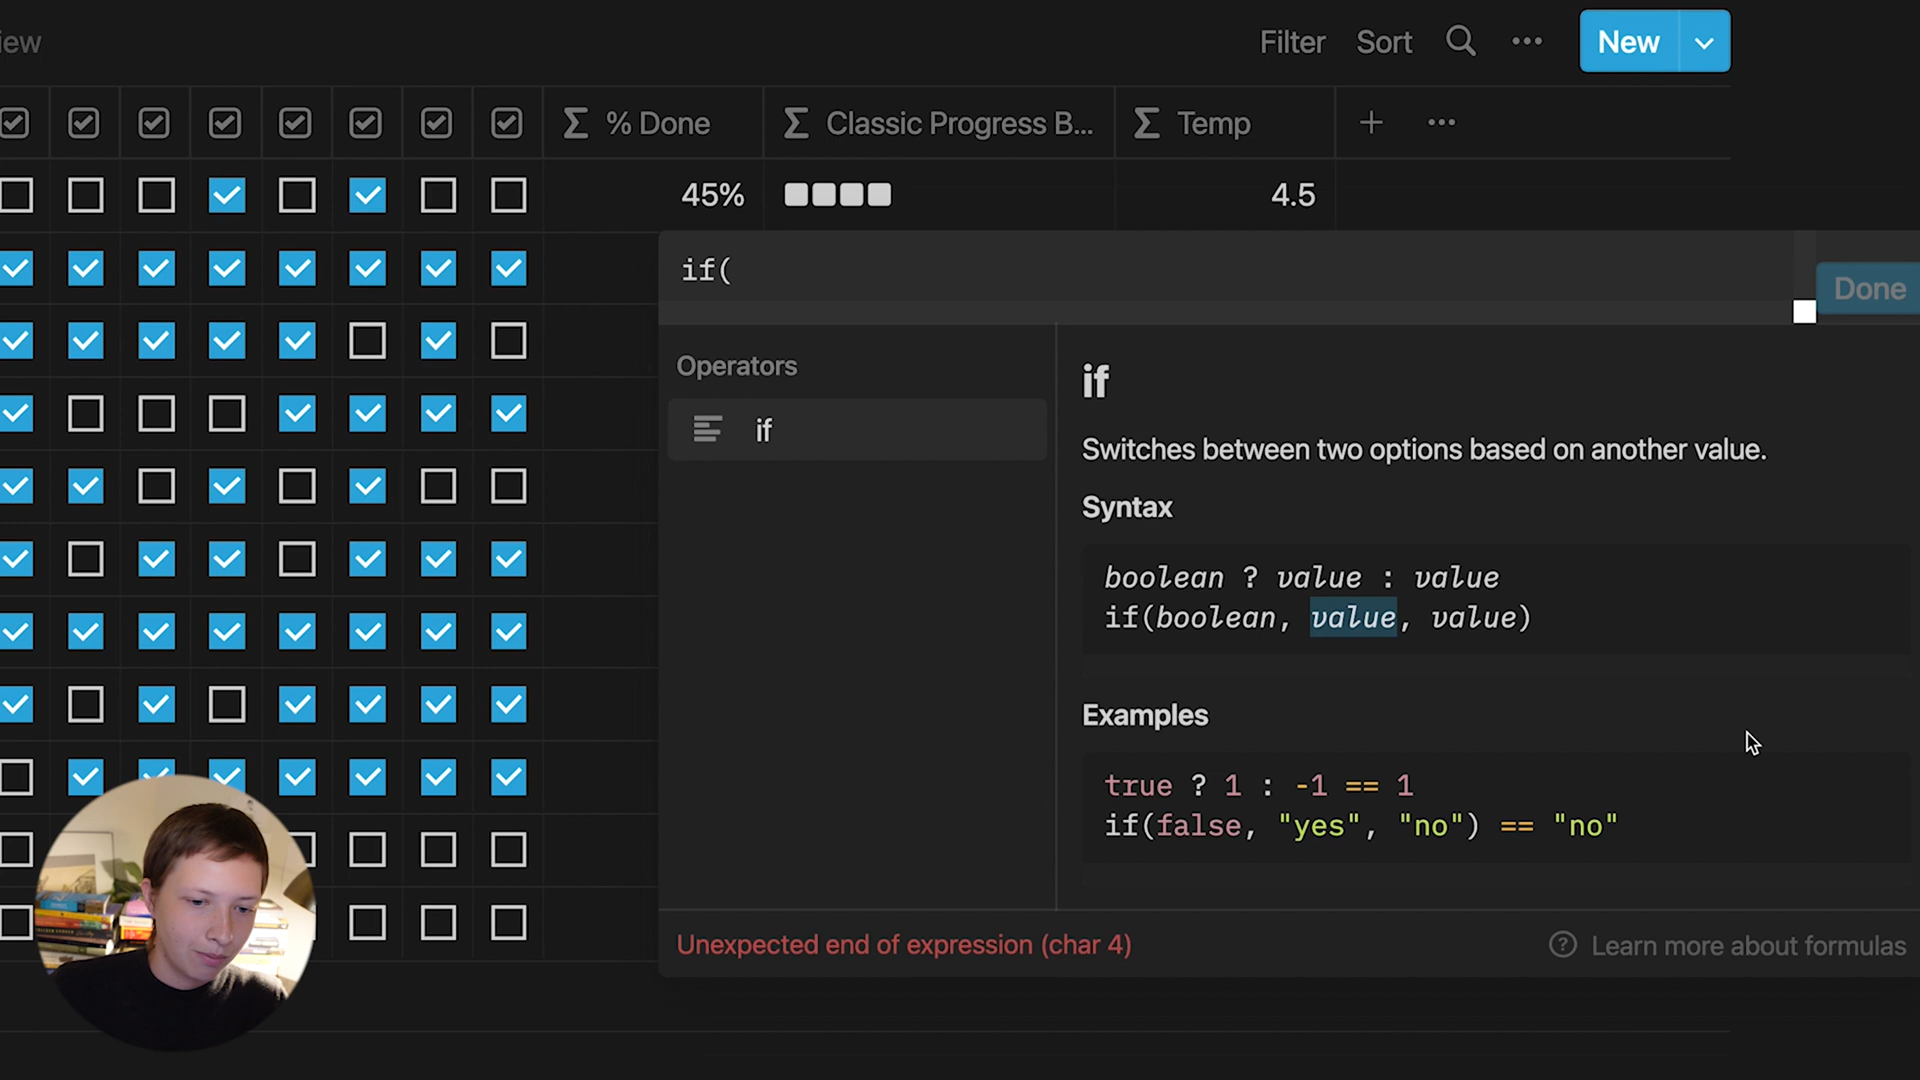 iew
Filter Sort ••• New
Σ % Done Σ Classic Progress B... Σ Temp + •••
45% 4.5
if(
Done
Operators
if
if
Switches between two options based on another value.
Syntax
boolean ? value : value
if(boolean, value, value)
Examples
true ? 1 : -1 == 1
if(false, "yes", "no") == "no"
Unexpected end of expression (char 4)
? Learn more about formulas